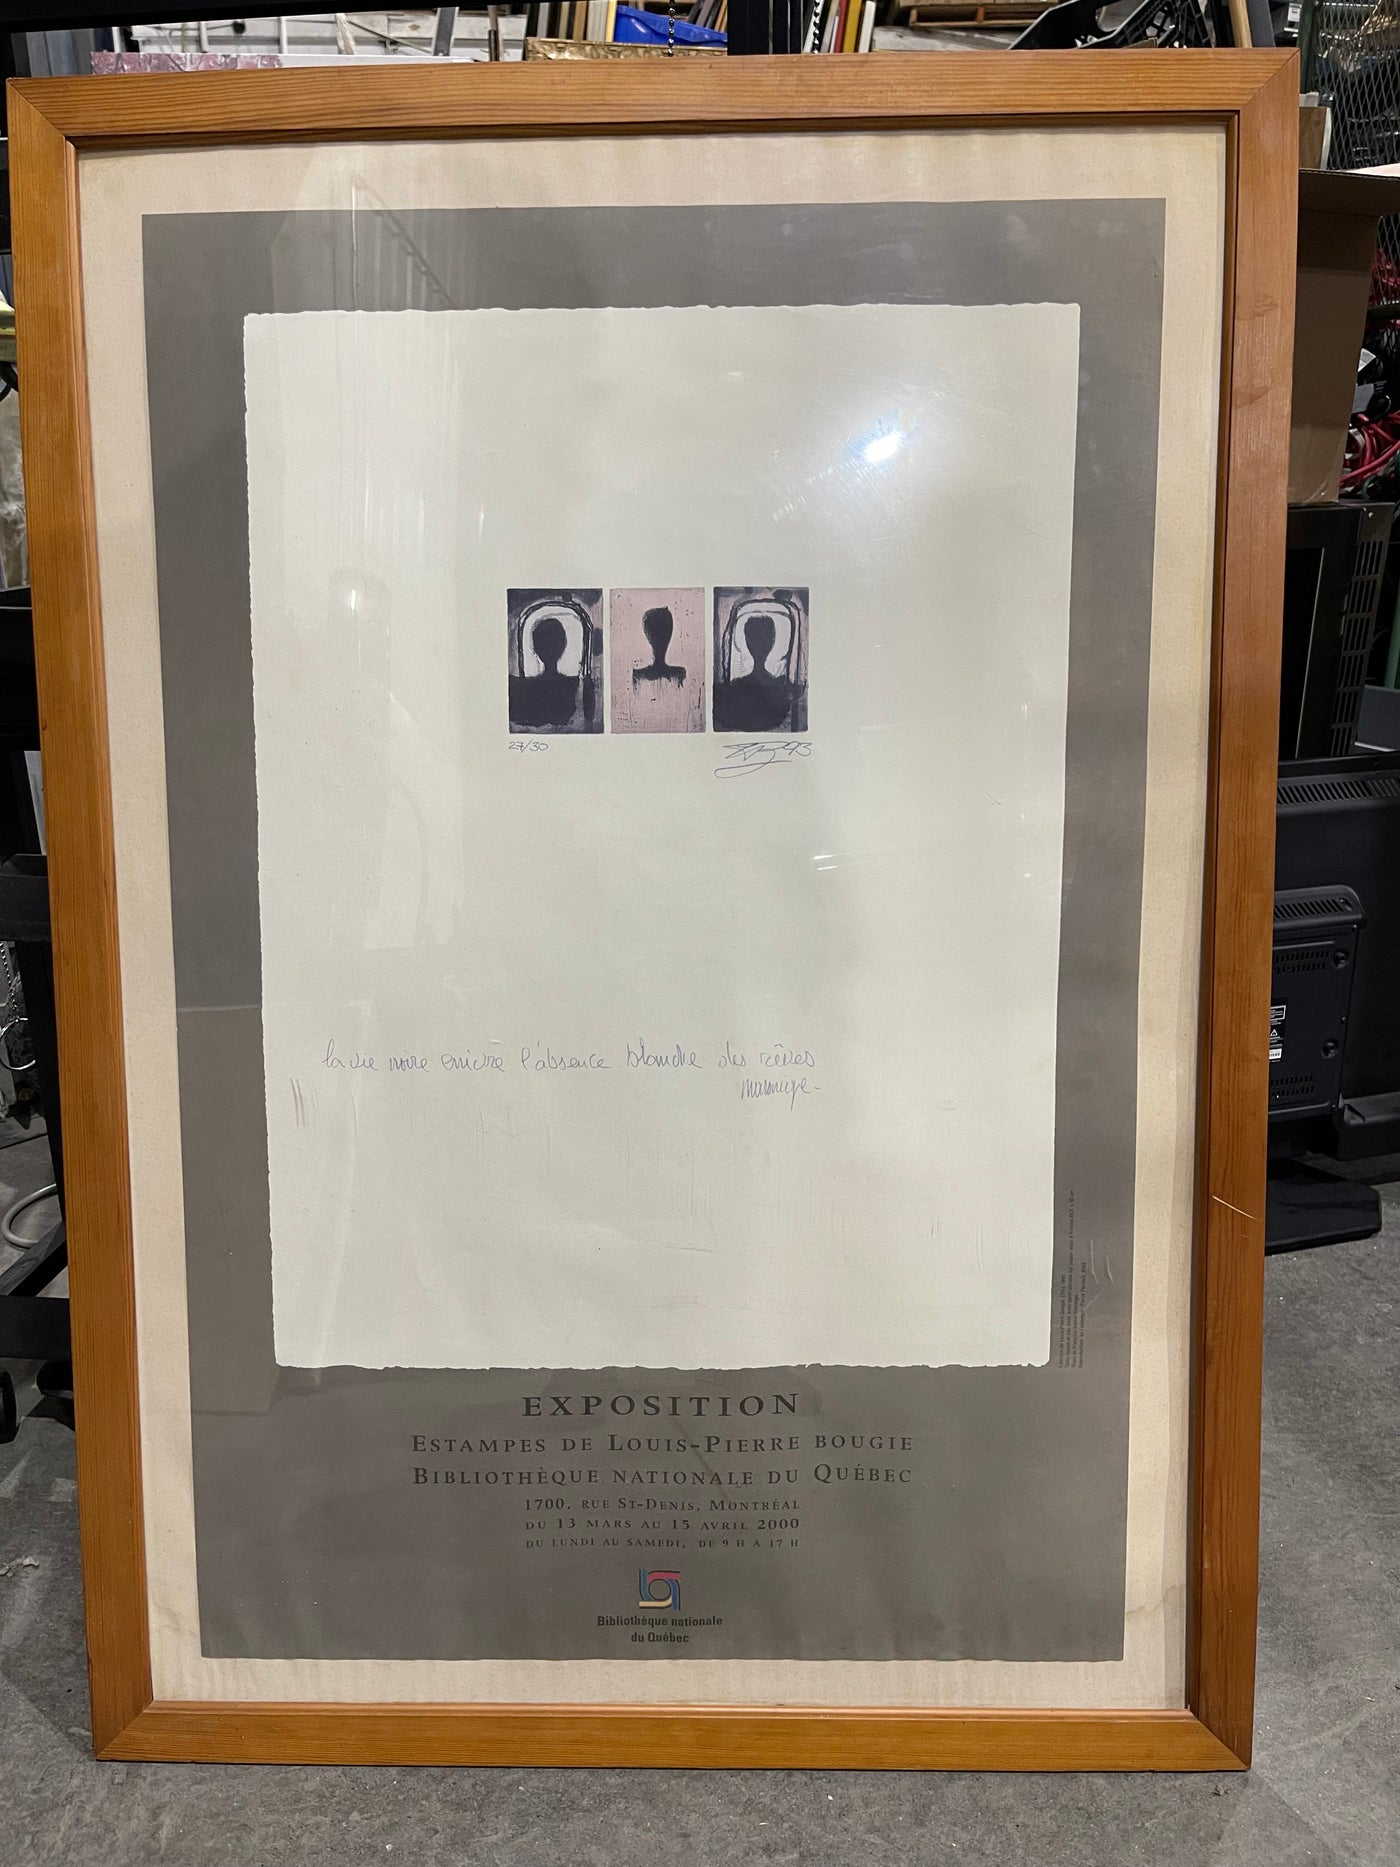 27/30
93
la vie noire enivre l'absence blanche des rêves
EXPOSITION
ESTAMPES DE LOUIS-PIERRE BOUGIE
BIBLIOTHÈQUE NATIONALE DU QUÉBEC
1700, RUE ST-DENIS, MONTRÉAL
DU 13 MARS AU 15 AVRIL 2000
DU LUNDI AU SAMEDI, DE 9 H À 17 H
Bibliothèque nationale
du Québec